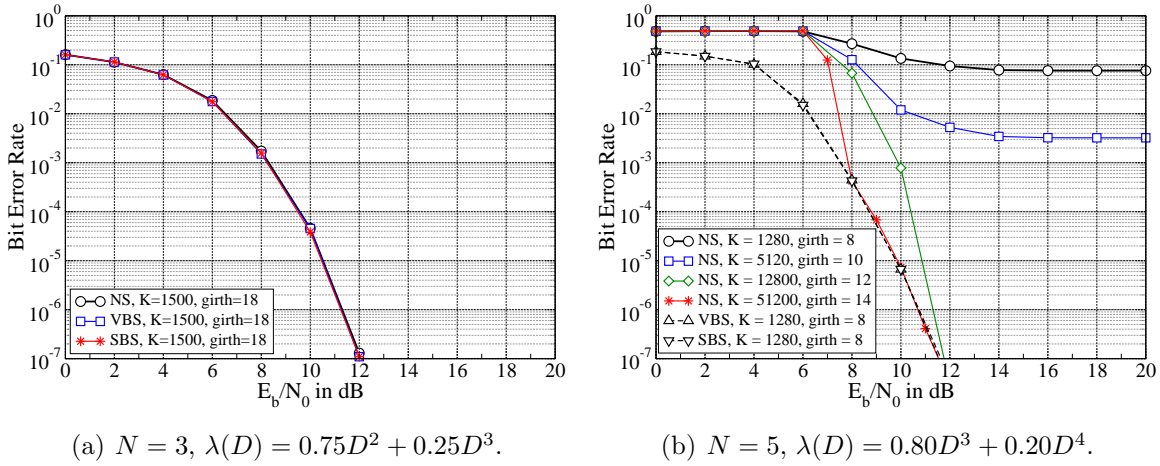 10^0
10^-1
10^-2
10^-3
10^-4
10^-5
10^-6
10^-7
Bit Error Rate
NS, K=1500, girth=18
VBS, K=1500, girth=18
SBS, K=1500, girth=18
0 2 4 6 8 10 12 14 16 18 20
E_b/N_0 in dB
(a) N = 3, λ(D) = 0.75D^2 + 0.25D^3.
10^0
10^-1
10^-2
10^-3
10^-4
10^-5
10^-6
10^-7
Bit Error Rate
NS, K = 1280, girth = 8
NS, K = 5120, girth = 10
NS, K = 12800, girth = 12
NS, K = 51200, girth = 14
VBS, K = 1280, girth = 8
SBS, K = 1280, girth = 8
0 2 4 6 8 10 12 14 16 18 20
E_b/N_0 in dB
(b) N = 5, λ(D) = 0.80D^3 + 0.20D^4.